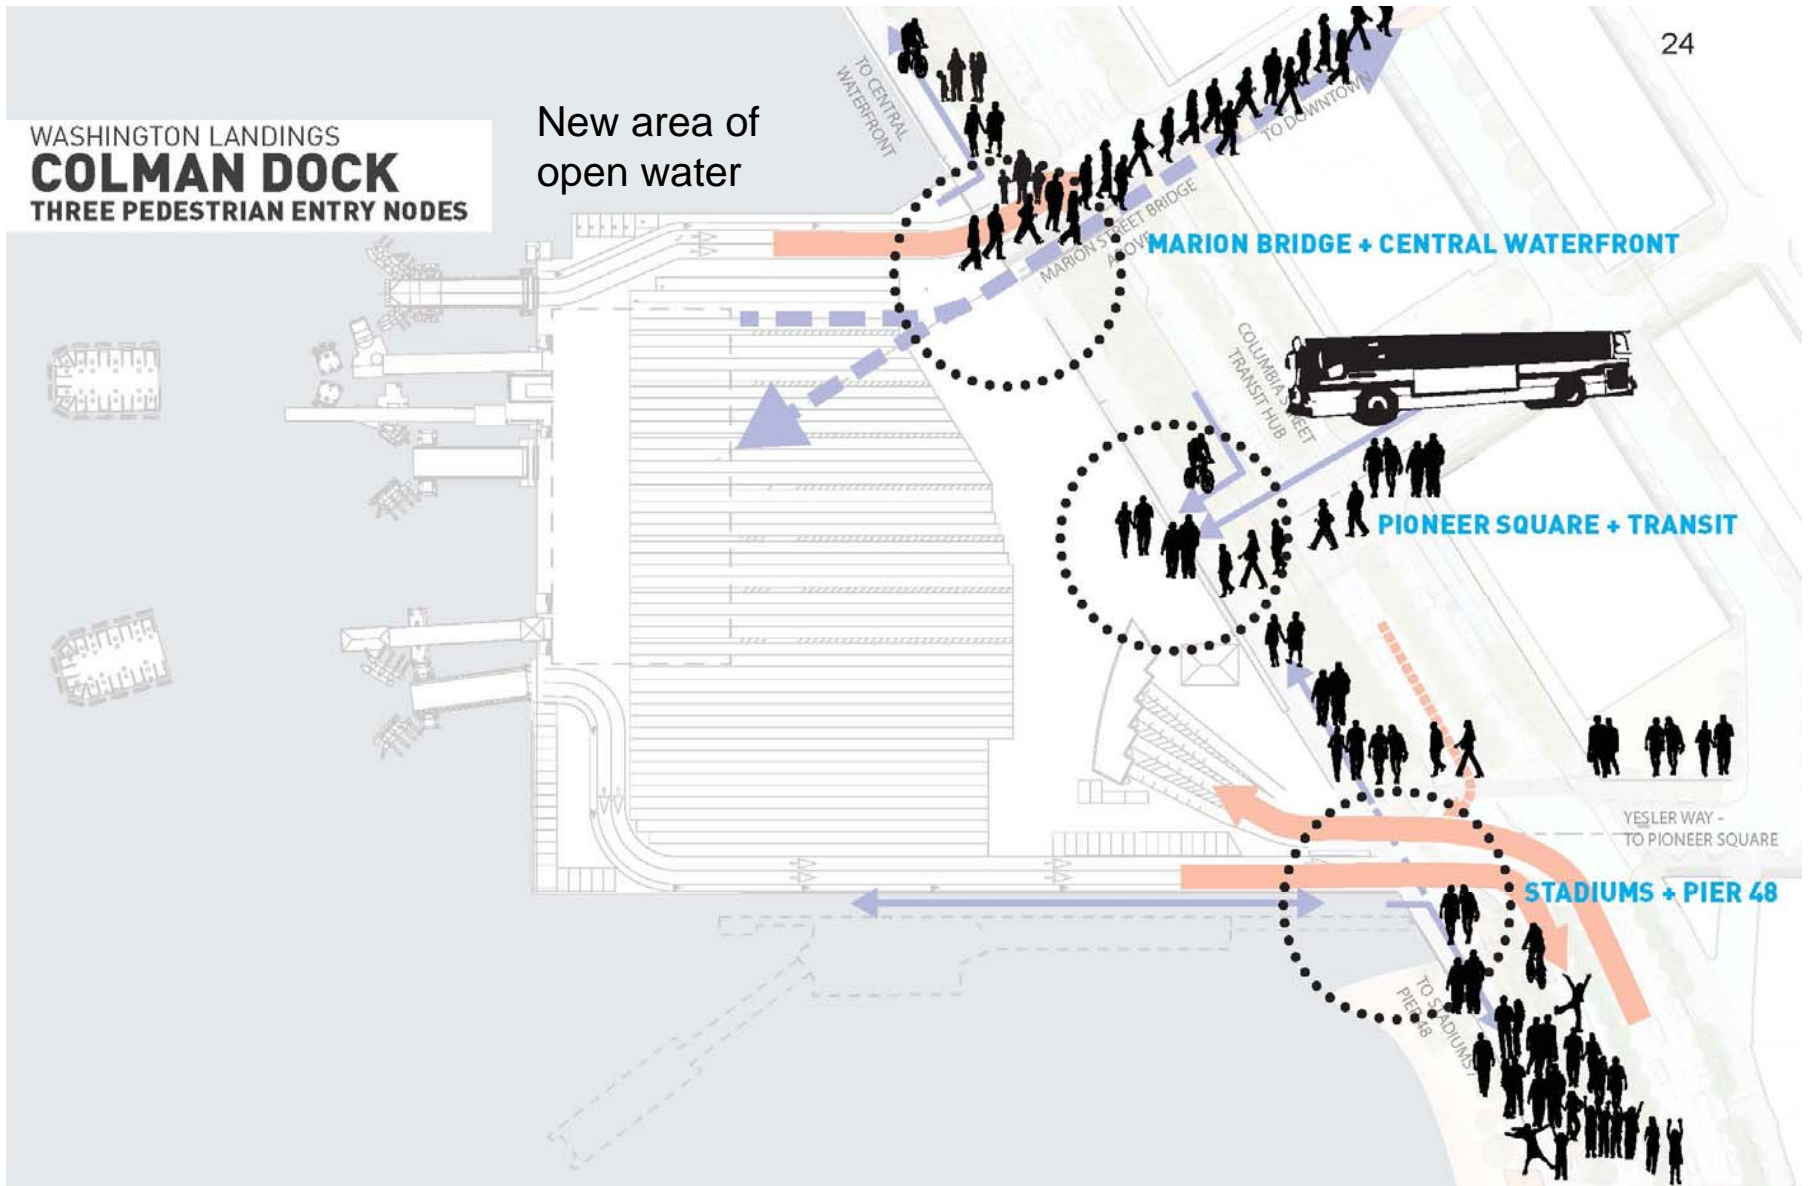 24
WASHINGTON LANDINGS
COLMAN DOCK
THREE PEDESTRIAN ENTRY NODES
New area of
open water
TO CENTRAL
WATERFRONT
TO DOWNTOWN
MARION STREET BRIDGE
ABOVE
MARION BRIDGE + CENTRAL WATERFRONT
COLUMBIA STREET
TRANSIT HUB
PIONEER SQUARE + TRANSIT
YESLER WAY –
TO PIONEER SQUARE
STADIUMS + PIER 48
TO STADIUMS /
PIER 48